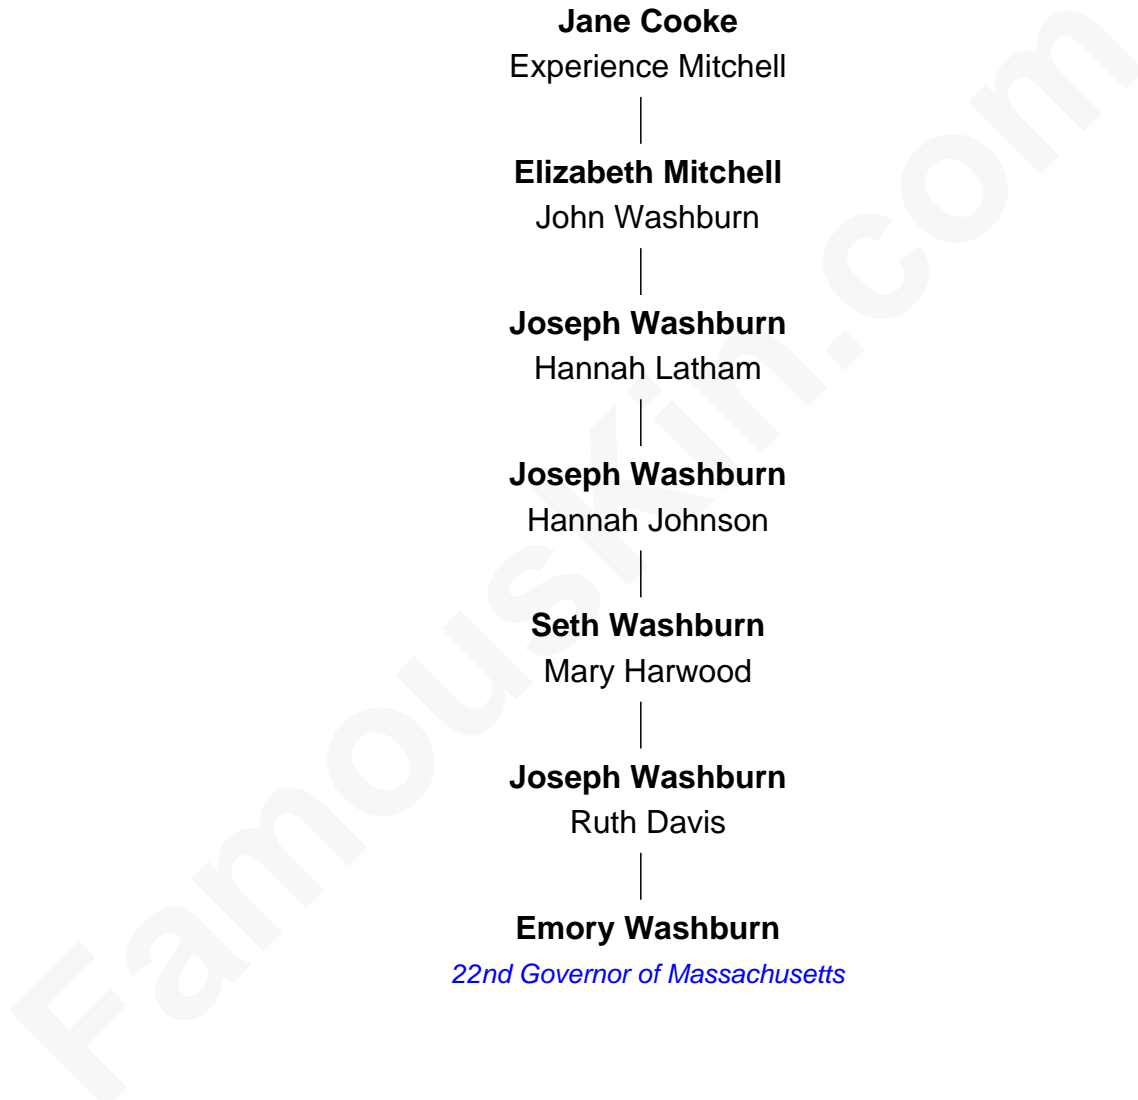 Jane Cooke
Experience Mitchell
Elizabeth Mitchell
John Washburn
Joseph Washburn
Hannah Latham
Joseph Washburn
Hannah Johnson
Seth Washburn
Mary Harwood
Joseph Washburn
Ruth Davis
Emory Washburn
22nd Governor of Massachusetts
FamousKin.com